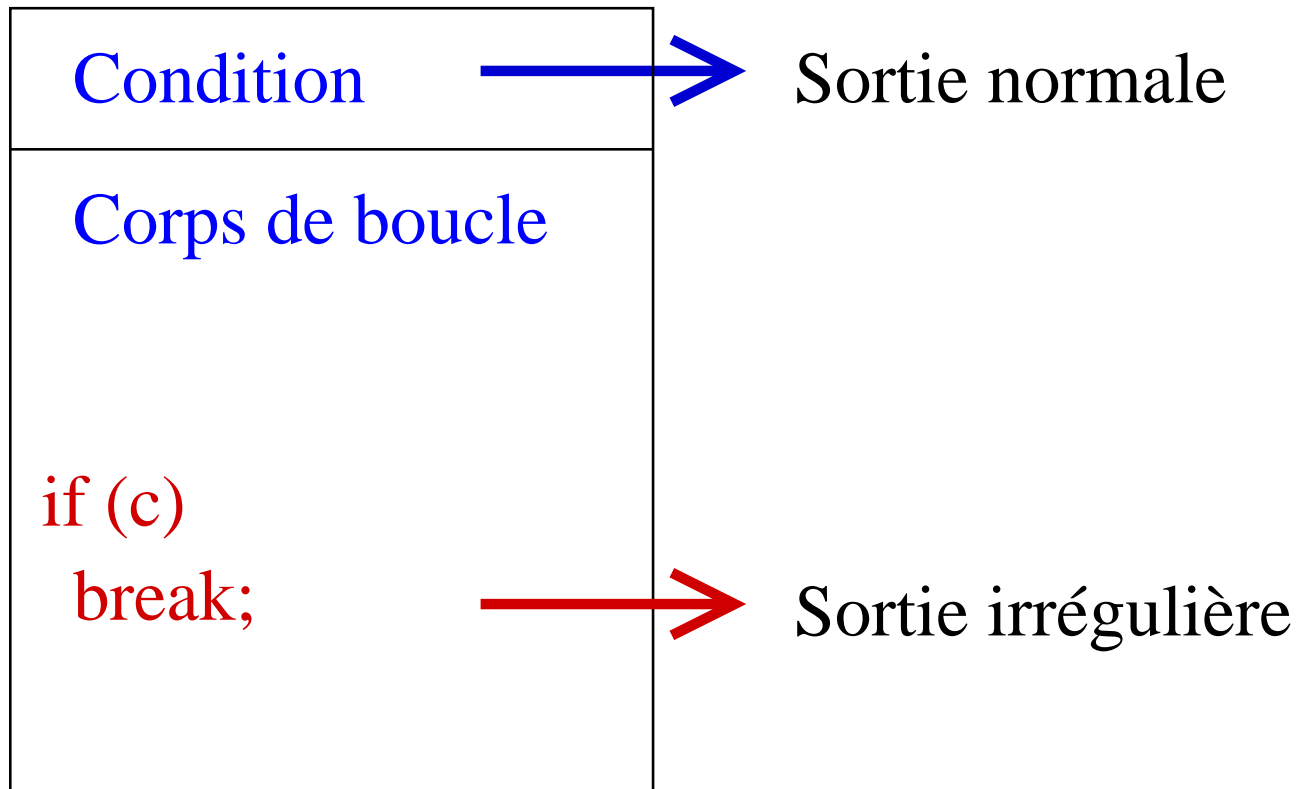 Condition
Sortie normale
Corps de boucle
if (c)
break;
Sortie irrégulière